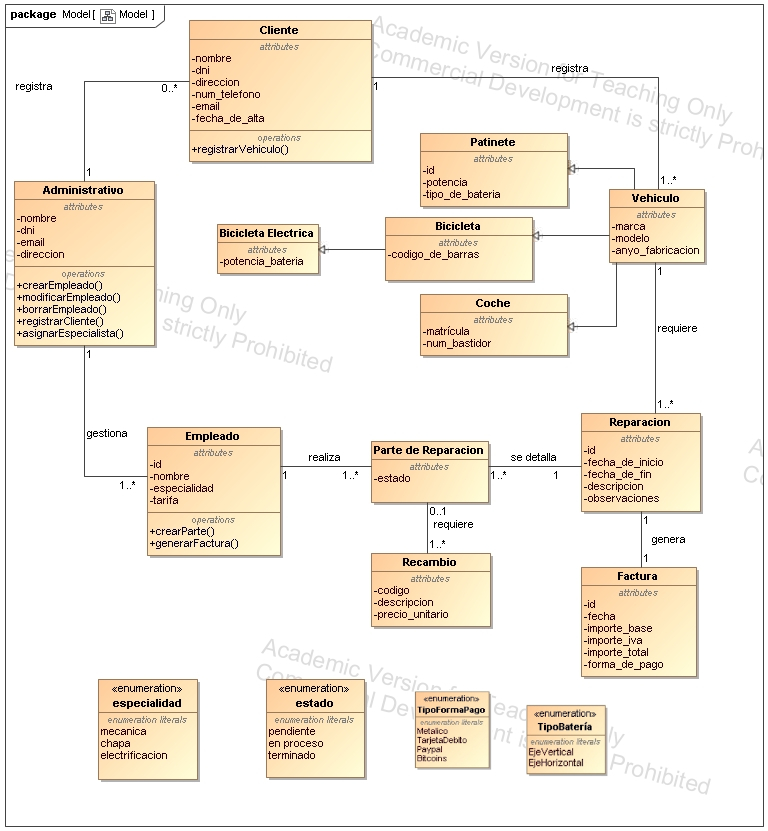 package Model [ Model ]
Academic Version for Teaching Only
Commercial Development is strictly Proh
Cliente
attributes
-nombre
-dni
-direccion
-num_telefono
-email
-fecha_de_alta
operations
+registrarVehiculo()
registra
0..*
1
registra
1
1..*
Patinete
attributes
-id
-potencia
-tipo_de_bateria
Administrativo
attributes
-nombre
-dni
-email
-direccion
operations
+crearEmpleado()
+modificarEmpleado()
+borrarEmpleado()
+registrarCliente()
+asignarEspecialista()
Vehiculo
attributes
-marca
-modelo
-anyo_fabricacion
Bicicleta Electrica
attributes
-potencia_bateria
Bicicleta
attributes
-codigo_de_barras
Coche
attributes
-matrícula
-num_bastidor
ing Only
strictly Prohibited
1
requiere
1..*
1
gestiona
1..*
Empleado
attributes
-id
-nombre
-especialidad
-tarifa
operations
+crearParte()
+generarFactura()
realiza
1
1..*
Parte de Reparacion
attributes
-estado
se detalla
1..*
1
Reparacion
attributes
-id
-fecha_de_inicio
-fecha_de_fin
-descripcion
-observaciones
0..1
requiere
1..*
Recambio
attributes
-codigo
-descripcion
-precio_unitario
1
genera
1
Factura
attributes
-id
-fecha
-importe_base
-importe_iva
-importe_total
-forma_de_pago
Academic Version for Teaching Only
Commercial Development is strictly Prohibited
«enumeration»
especialidad
enumeration literals
mecanica
chapa
electrificacion
«enumeration»
estado
enumeration literals
pendiente
en proceso
terminado
«enumeration»
TipoFormaPago
enumeration literals
Metalico
TarjetaDebito
Paypal
Bitcoins
«enumeration»
TipoBatería
enumeration literals
EjeVertical
EjeHorizontal